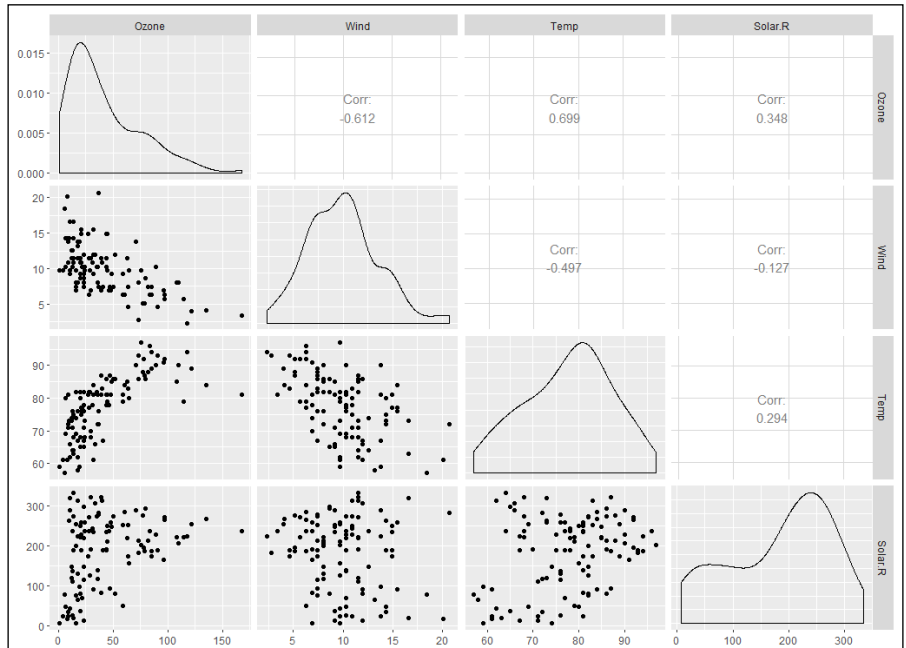 Ozone
Wind
Temp
Solar.R
0.015
0.010
0.005
0.000
Corr:
-0.612
Corr:
0.699
Corr:
0.348
Ozone
20
15
10
5
Corr:
-0.497
Corr:
-0.127
Wind
90
80
70
60
Corr:
0.294
Temp
300
200
100
0
Solar.R
0 50 100 150
5 10 15 20
60 70 80 90
0 100 200 300